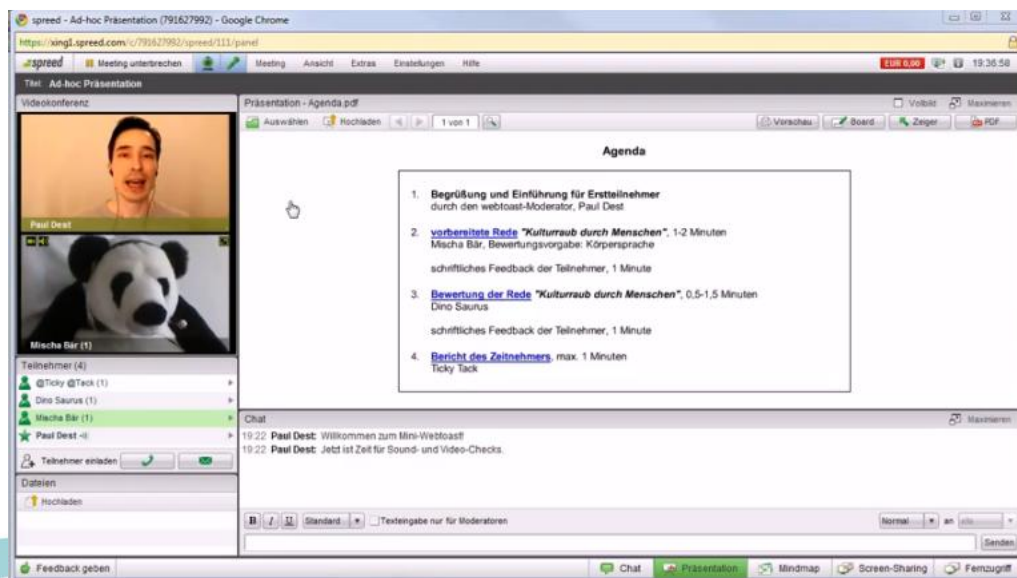 spreed - Ad-hoc Präsentation (791627992) - Google Chrome
https://xing1.spreed.com/c/791627992/spreed/111/panel
spreed Meeting unterbrechen Meeting Ansicht Extras Einstellungen Hilfe EUR 0,00 19:36:58
Titel: Ad-hoc Präsentation
Videokonferenz
Paul Dest
Mischa Bär (1)
Teilnehmer (4)
@Ticky @Tack (1)
Dino Saurus (1)
Mischa Bär (1)
Paul Dest
Teilnehmer einladen
Dateien
Hochladen
Präsentation - Agenda.pdf Vollbild Maximieren
Auswählen Hochladen 1 von 1 Vorschau Board Zeiger PDF
Agenda
1. Begrüßung und Einführung für Erstteilnehmer
durch den webtoast-Moderator, Paul Dest
2. vorbereitete Rede "Kulturraub durch Menschen", 1-2 Minuten
Mischa Bär, Bewertungsvorgabe: Körpersprache
schriftliches Feedback der Teilnehmer, 1 Minute
3. Bewertung der Rede "Kulturraub durch Menschen", 0,5-1,5 Minuten
Dino Saurus
schriftliches Feedback der Teilnehmer, 1 Minute
4. Bericht des Zeitnehmers, max. 1 Minuten
Ticky Tack
Chat Maximieren
19:22 Paul Dest: Willkommen zum Mini-Webtoast!
19:22 Paul Dest: Jetzt ist Zeit für Sound- und Video-Checks.
B I U Standard Texteingabe nur für Moderatoren Normal an alle
Senden
Feedback geben Chat Präsentation Mindmap Screen-Sharing Fernzugriff